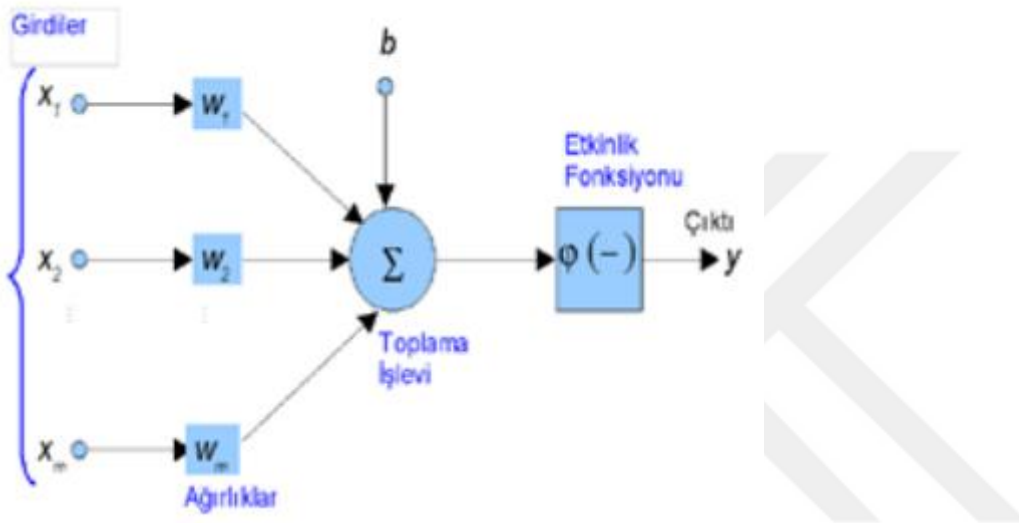 Girdiler
b
x₁
w₁
Etkinlik
Fonksiyonu
Çıktı
x₂
w₂
Σ
φ(−)
y
⋮
⋮
Toplama
İşlevi
xₘ
wₘ
Ağırlıklar